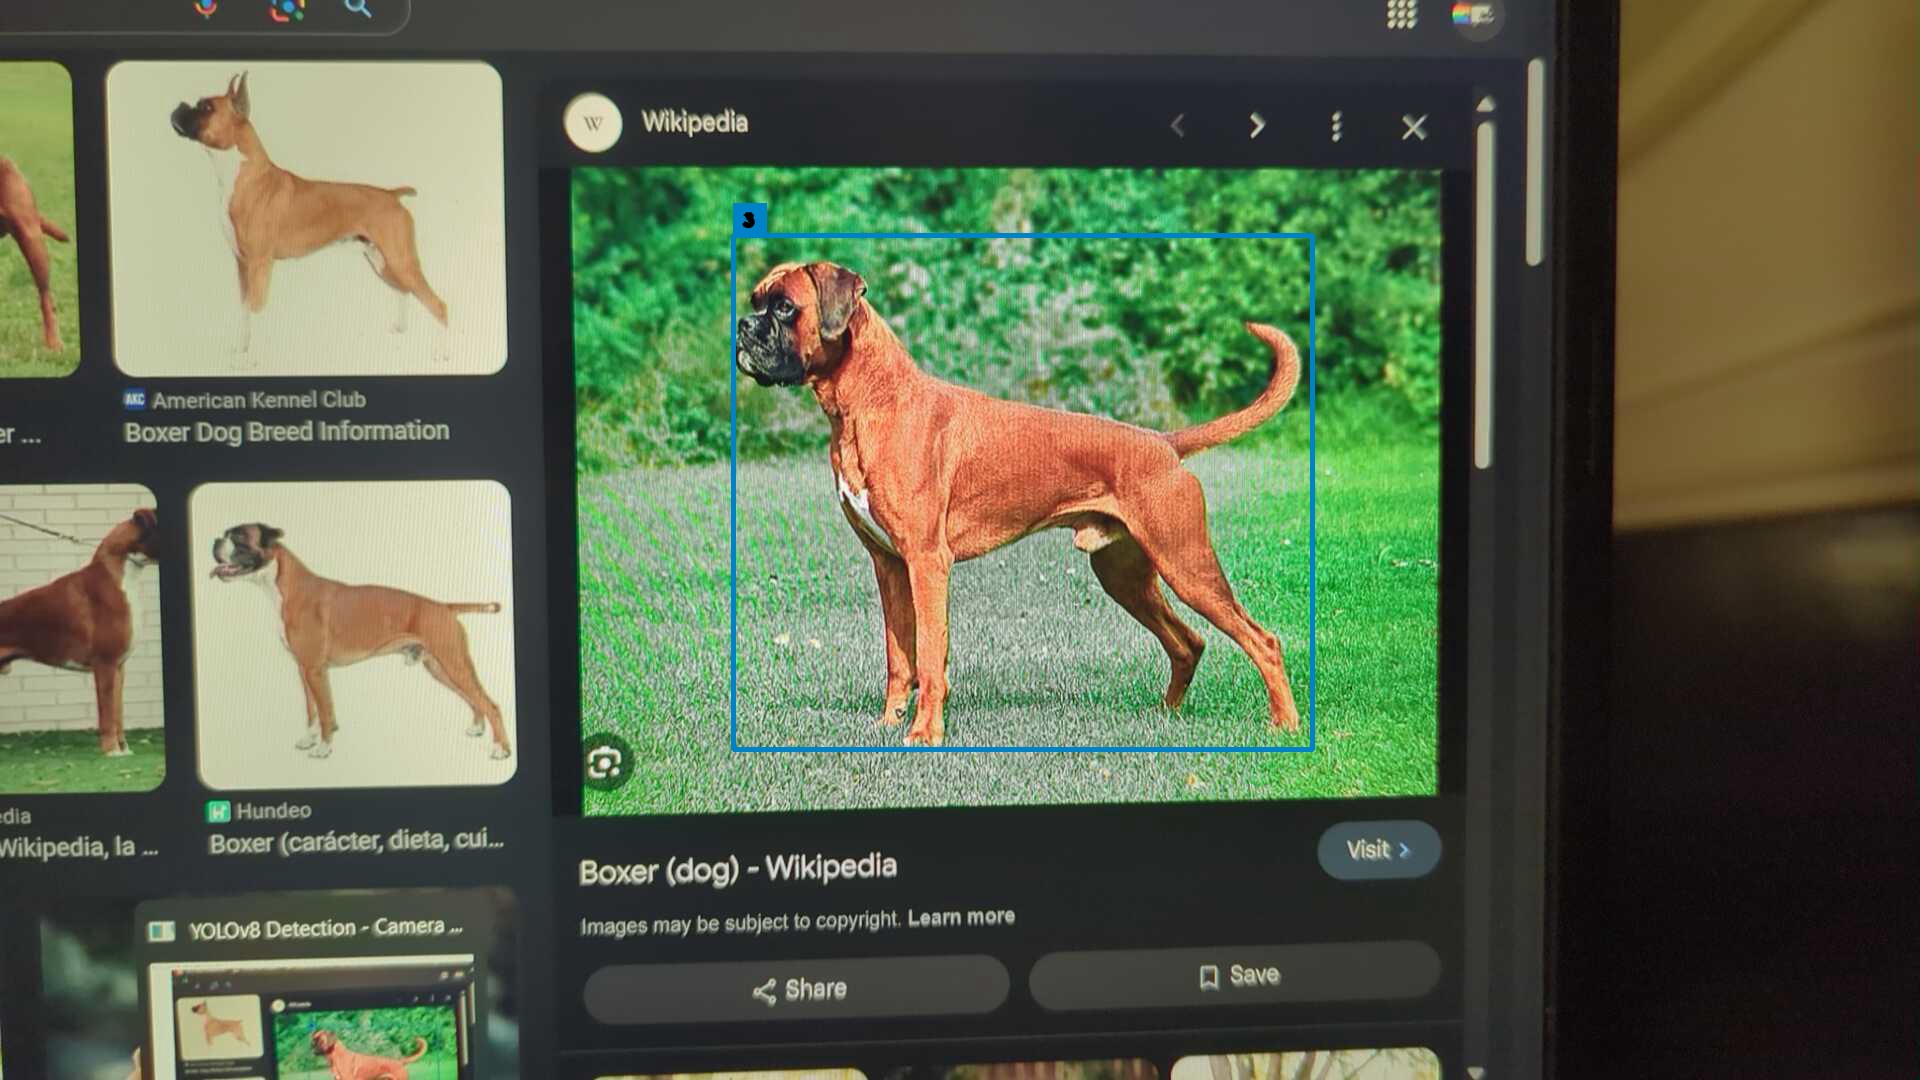 W Wikipedia
3
AKC American Kennel Club
er ...
Boxer Dog Breed Information
dia
Wikipedia, la ...
H Hundeo
Boxer (carácter, dieta, cui...
Boxer (dog) - Wikipedia
Visit >
Images may be subject to copyright. Learn more
YOLOv8 Detection - Camera ...
Share
Save